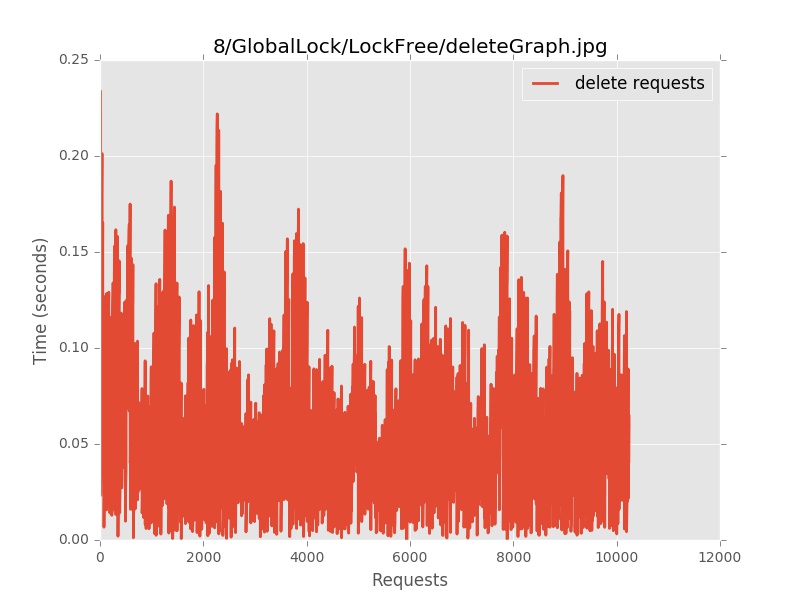 8/GlobalLock/LockFree/deleteGraph.jpg
delete requests
Time (seconds)
0.25
0.20
0.15
0.10
0.05
0.00
0 2000 4000 6000 8000 10000 12000
Requests